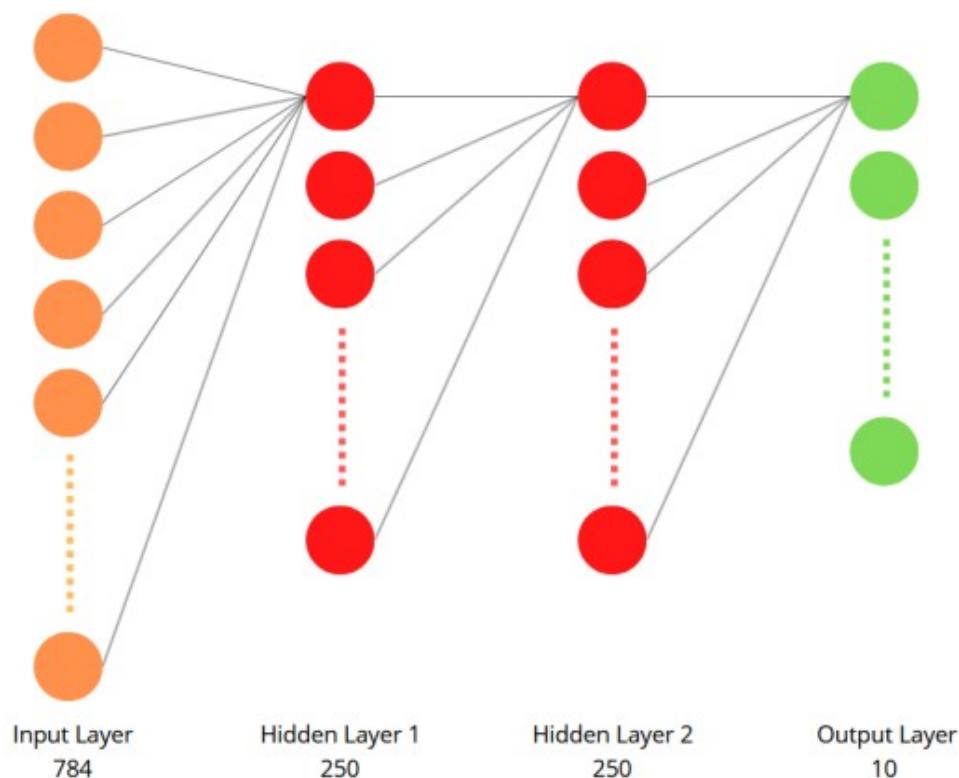 Input Layer
784
Hidden Layer 1
250
Hidden Layer 2
250
Output Layer
10